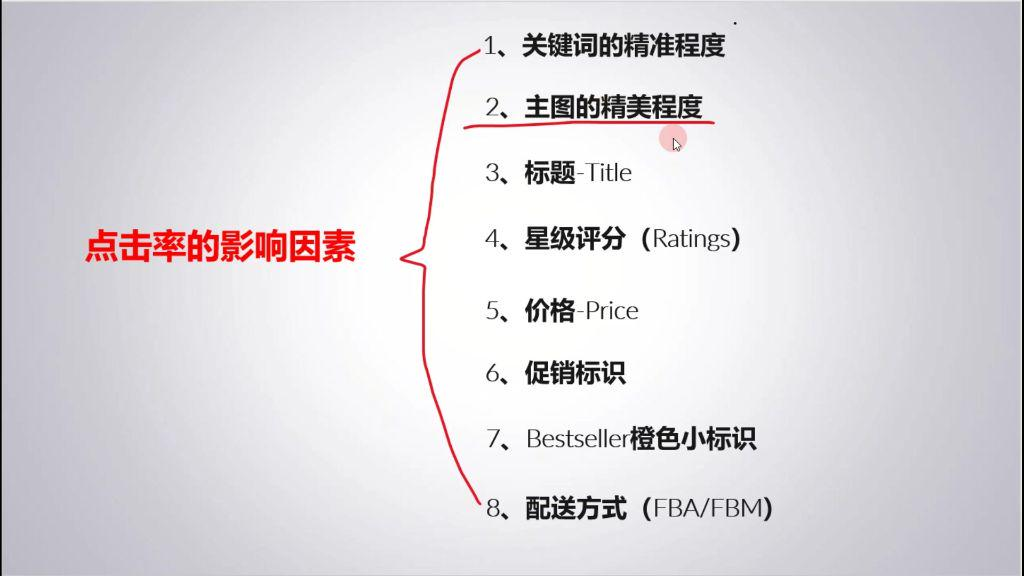 点击率的影响因素
1、关键词的精准程度
2、主图的精美程度
3、标题-Title
4、星级评分（Ratings）
5、价格-Price
6、促销标识
7、Bestseller橙色小标识
8、配送方式（FBA/FBM）